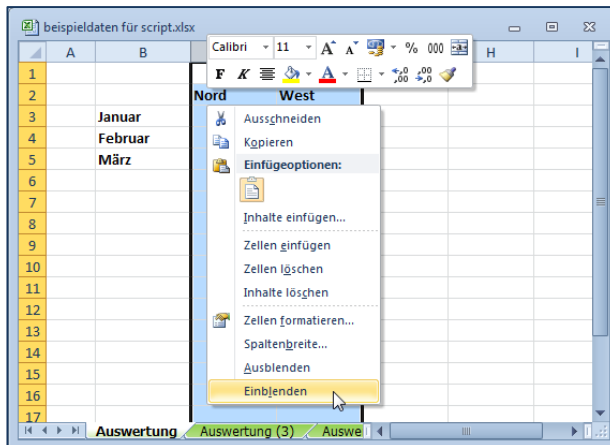 beispieldaten für script.xlsx
Calibri 11 A A % 000
F K A ,00 ,00
A B H I
1
2 Nord West
3 Januar
4 Februar
5 März
6
7
8
9
10
11
12
13
14
15
16
17
Ausschneiden
Kopieren
Einfügeoptionen:
Inhalte einfügen...
Zellen einfügen
Zellen löschen
Inhalte löschen
Zellen formatieren...
Spaltenbreite...
Ausblenden
Einblenden
Auswertung Auswertung (3) Auswe